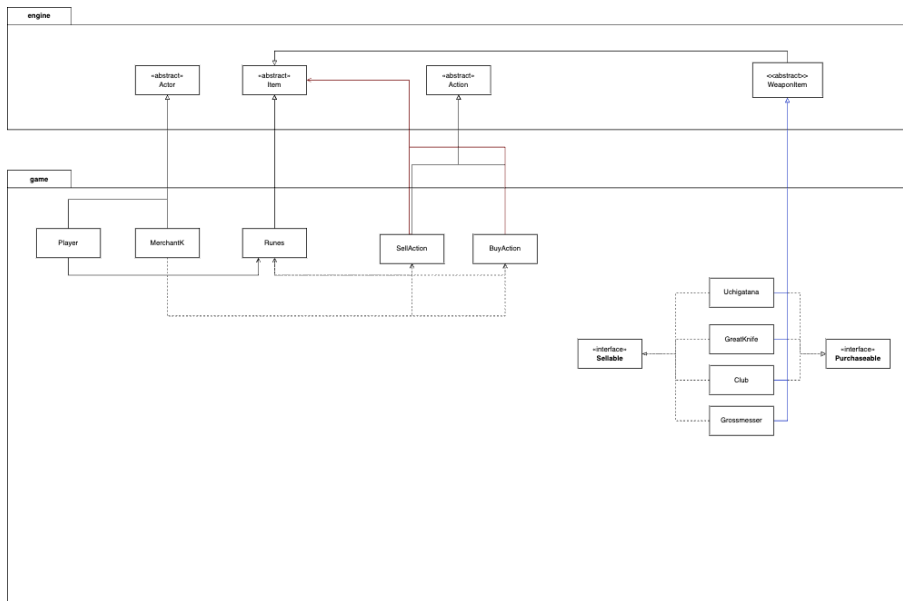 engine
«abstract»
Actor
«abstract»
Item
«abstract»
Action
<<abstract>>
WeaponItem
game
Player
MerchantK
Runes
SellAction
BuyAction
Uchigatana
GreatKnife
Club
Grossmesser
«interface»
Sellable
«interface»
Purchaseable